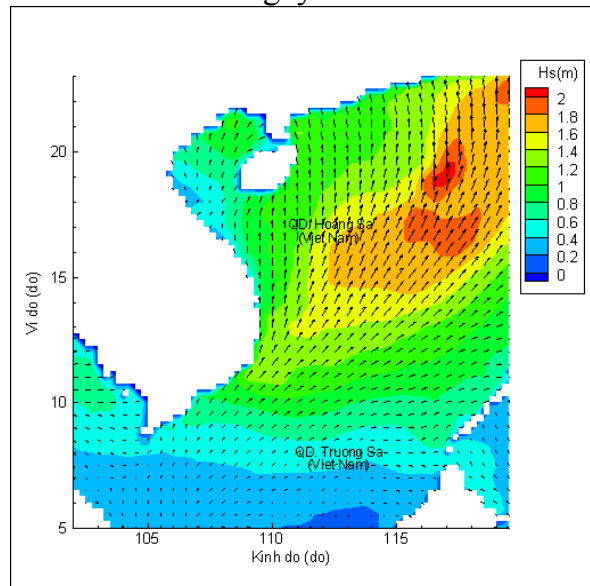 Hs(m)
2
1.8
1.6
1.4
1.2
1
0.8
0.6
0.4
0.2
0
20
15
10
5
Vi do (do)
QD. Hoang Sa
(Viet Nam)
QD. Truong Sa
(Viet Nam)
105
110
115
Kinh do (do)